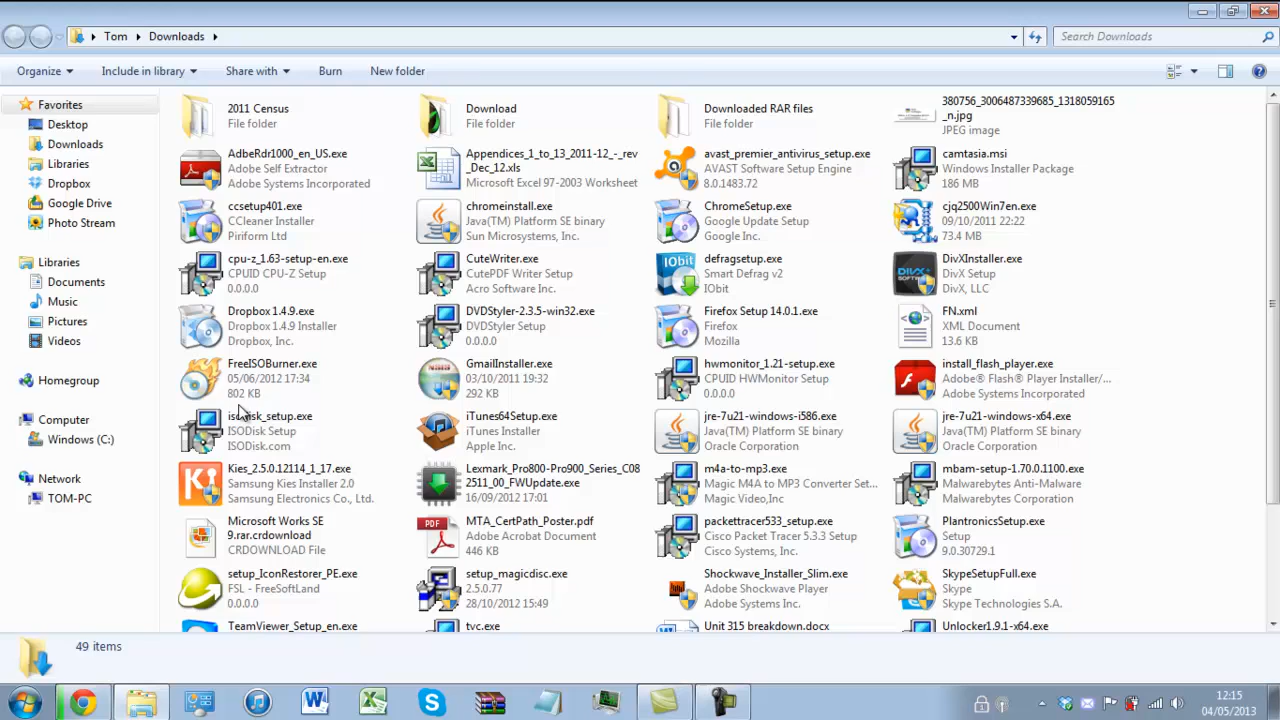 Tom Downloads
Search Downloads
Organize Include in library Share with Burn New folder
Favorites
Desktop
Downloads
Libraries
Dropbox
Google Drive
Photo Stream
Libraries
Documents
Music
Pictures
Videos
Homegroup
Computer
Windows (C:)
Network
TOM-PC
2011 Census
File folder
Download
File folder
Downloaded RAR files
File folder
380756_3006487339685_1318059165
_n.jpg
JPEG image
AdbeRdr1000_en_US.exe
Adobe Self Extractor
Adobe Systems Incorporated
Appendices_1_to_13_2011-12_-_rev
_Dec_12.xls
Microsoft Excel 97-2003 Worksheet
avast_premier_antivirus_setup.exe
AVAST Software Setup Engine
8.0.1483.72
camtasia.msi
Windows Installer Package
186 MB
ccsetup401.exe
CCleaner Installer
Piriform Ltd
chromeinstall.exe
Java(TM) Platform SE binary
Sun Microsystems, Inc.
ChromeSetup.exe
Google Update Setup
Google Inc.
cjq2500Win7en.exe
09/10/2011 22:22
73.4 MB
cpu-z_1.63-setup-en.exe
CPUID CPU-Z Setup
0.0.0.0
CuteWriter.exe
CutePDF Writer Setup
Acro Software Inc.
IObit
defragsetup.exe
Smart Defrag v2
IObit
DivXInstaller.exe
DivX Setup
DivX, LLC
Dropbox 1.4.9.exe
Dropbox 1.4.9 Installer
Dropbox, Inc.
DVDStyler-2.3.5-win32.exe
DVDStyler Setup
0.0.0.0
Firefox Setup 14.0.1.exe
Firefox
Mozilla
FN.xml
XML Document
13.6 KB
FreeISOBurner.exe
05/06/2012 17:34
802 KB
GmailInstaller.exe
03/10/2011 19:32
292 KB
hwmonitor_1.21-setup.exe
CPUID HWMonitor Setup
0.0.0.0
install_flash_player.exe
Adobe® Flash® Player Installer/...
Adobe Systems Incorporated
isodisk_setup.exe
ISODisk Setup
ISODisk.com
iTunes64Setup.exe
iTunes Installer
Apple Inc.
jre-7u21-windows-i586.exe
Java(TM) Platform SE binary
Oracle Corporation
jre-7u21-windows-x64.exe
Java(TM) Platform SE binary
Oracle Corporation
Ki
Kies_2.5.0.12114_1_17.exe
Samsung Kies Installer 2.0
Samsung Electronics Co., Ltd.
Lexmark_Pro800-Pro900_Series_C08
2511_00_FWUpdate.exe
16/09/2012 17:01
m4a-to-mp3.exe
Magic M4A to MP3 Converter Set...
Magic Video,Inc
mbam-setup-1.70.0.1100.exe
Malwarebytes Anti-Malware
Malwarebytes Corporation
Microsoft Works SE
9.rar.crdownload
CRDOWNLOAD File
PDF
MTA_CertPath_Poster.pdf
Adobe Acrobat Document
446 KB
packettracer533_setup.exe
Cisco Packet Tracer 5.3.3 Setup
Cisco Systems, Inc.
PlantronicsSetup.exe
Setup
9.0.30729.1
setup_IconRestorer_PE.exe
FSL - FreeSoftLand
0.0.0.0
setup_magicdisc.exe
2.5.0.77
28/10/2012 15:49
Shockwave_Installer_Slim.exe
Adobe Shockwave Player
Adobe Systems Inc.
SkypeSetupFull.exe
Skype
Skype Technologies S.A.
TeamViewer_Setup_en.exe
tvc.exe
Unit 315 breakdown.docx
Unlocker1.9.1-x64.exe
49 items
12:15
04/05/2013